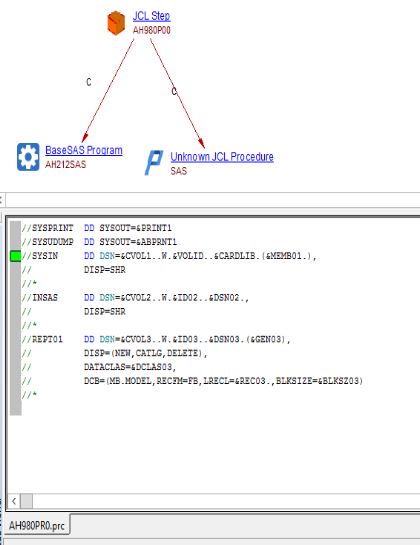 JCL Step
AH980P00
C
C
BaseSAS Program
AH212SAS
Unknown JCL Procedure
SAS
//SYSPRINT DD SYSOUT=&PRINT1
//SYSUDUMP DD SYSOUT=&ABPRNT1
//SYSIN DD DSN=&CVOL1..W.&VOLID..&CARDLIB.(&MEMB01.),
// DISP=SHR
//*
//INSAS DD DSN=&CVOL2..W.&ID02..&DSN02.,
// DISP=SHR
//*
//REPT01 DD DSN=&CVOL3..W.&ID03..&DSN03.(&GEN03),
// DISP=(NEW,CATLG,DELETE),
// DATACLAS=&DCLAS03,
// DCB=(MB.MODEL,RECFM=FB,LRECL=&REC03.,BLKSIZE=&BLKSZ03)
//*
AH980PR0.prc